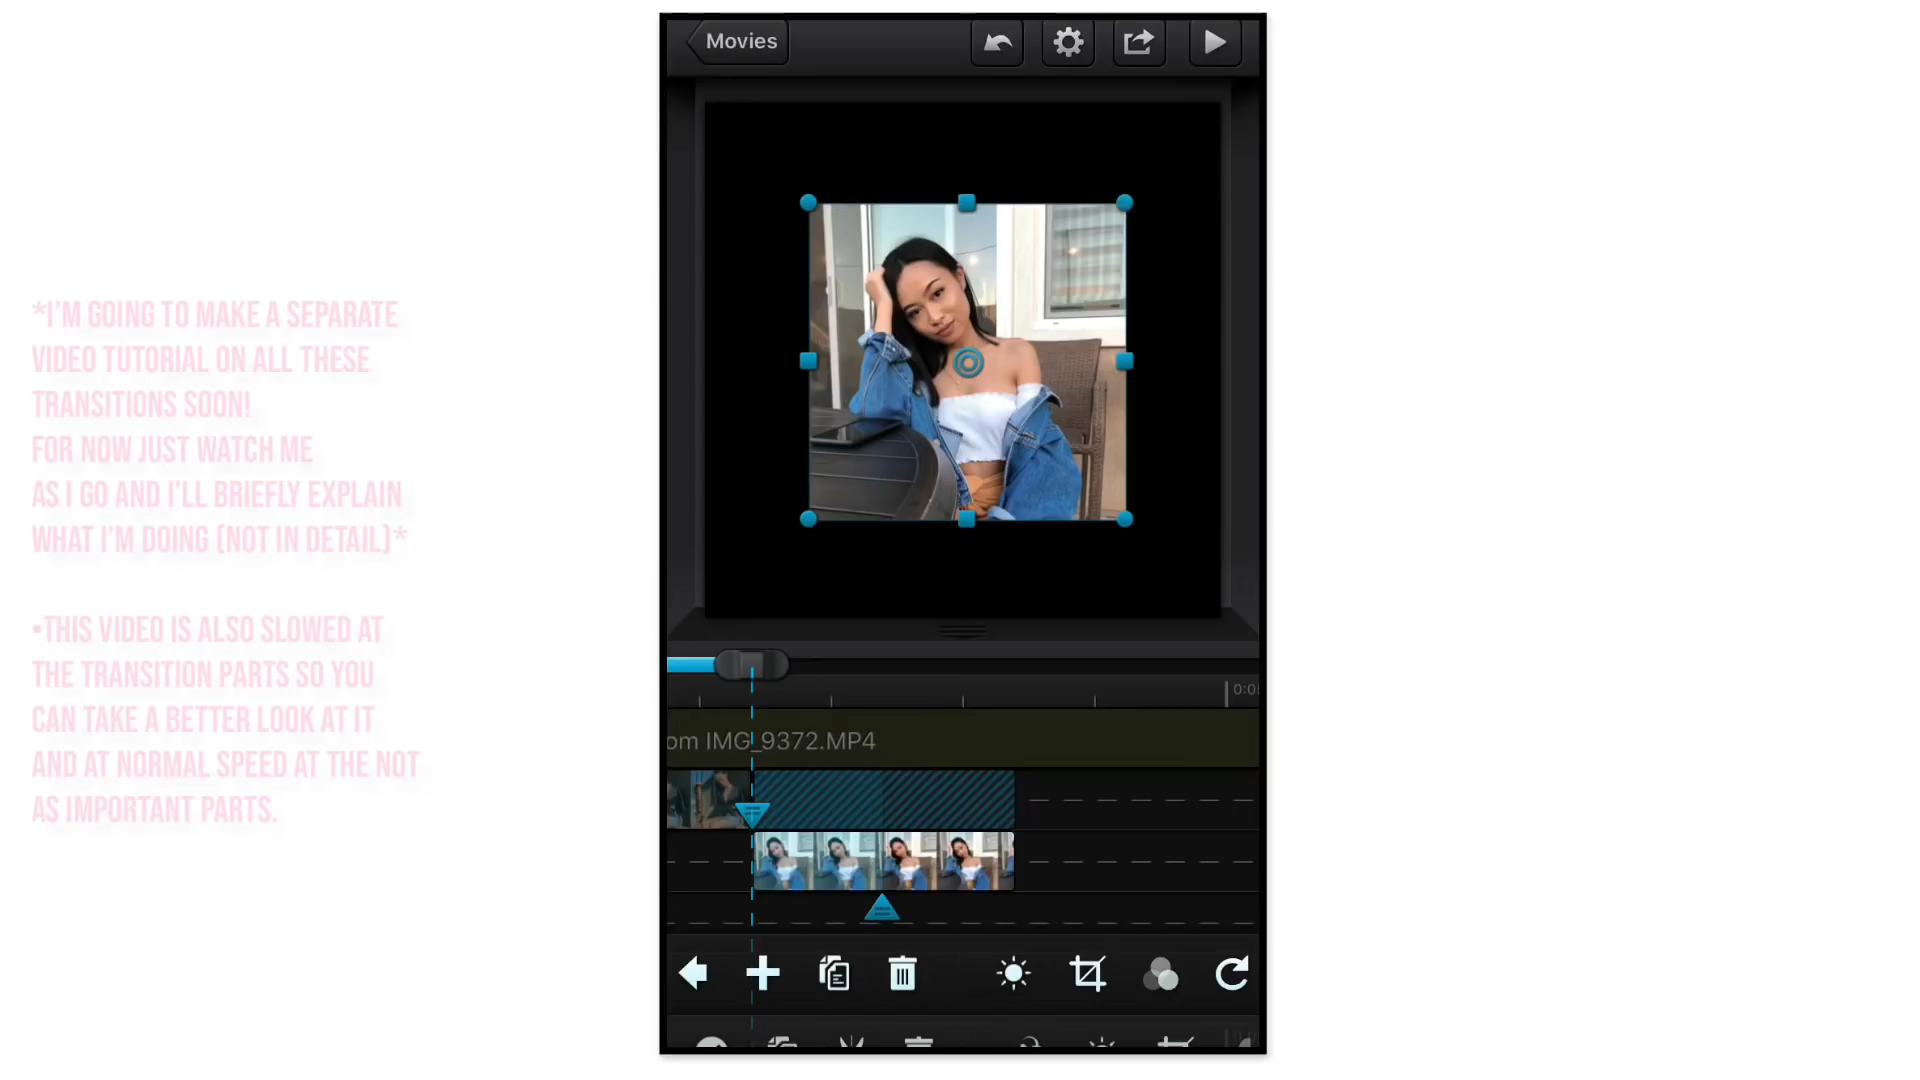 Movies
*I'M GOING TO MAKE A SEPARATE
VIDEO TUTORIAL ON ALL THESE
TRANSITIONS SOON!
FOR NOW JUST WATCH ME
AS I GO AND I'LL BRIEFLY EXPLAIN
WHAT I'M DOING (NOT IN DETAIL)*
•THIS VIDEO IS ALSO SLOWED AT
THE TRANSITION PARTS SO YOU
CAN TAKE A BETTER LOOK AT IT
AND AT NORMAL SPEED AT THE NOT
AS IMPORTANT PARTS.
om IMG_9372.MP4